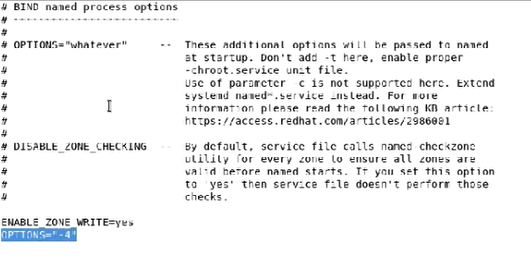 # BIND named process options
# ~~~~~~~~~~~~~~~~~~~~~~~~~~
#
# OPTIONS="whatever" -- These additional options will be passed to named
# at startup. Don't add -t here, enable proper
# -chroot.service unit file.
# Use of parameter -c is not supported here. Extend
# systemd named*.service instead. For more
# information please read the following KB article:
# https://access.redhat.com/articles/2986001
#
# DISABLE_ZONE_CHECKING -- By default, service file calls named-checkzone
# utility for every zone to ensure all zones are
# valid before named starts. If you set this option
# to 'yes' then service file doesn't perform those
# checks.
ENABLE_ZONE_WRITE=yes
OPTIONS="-4"